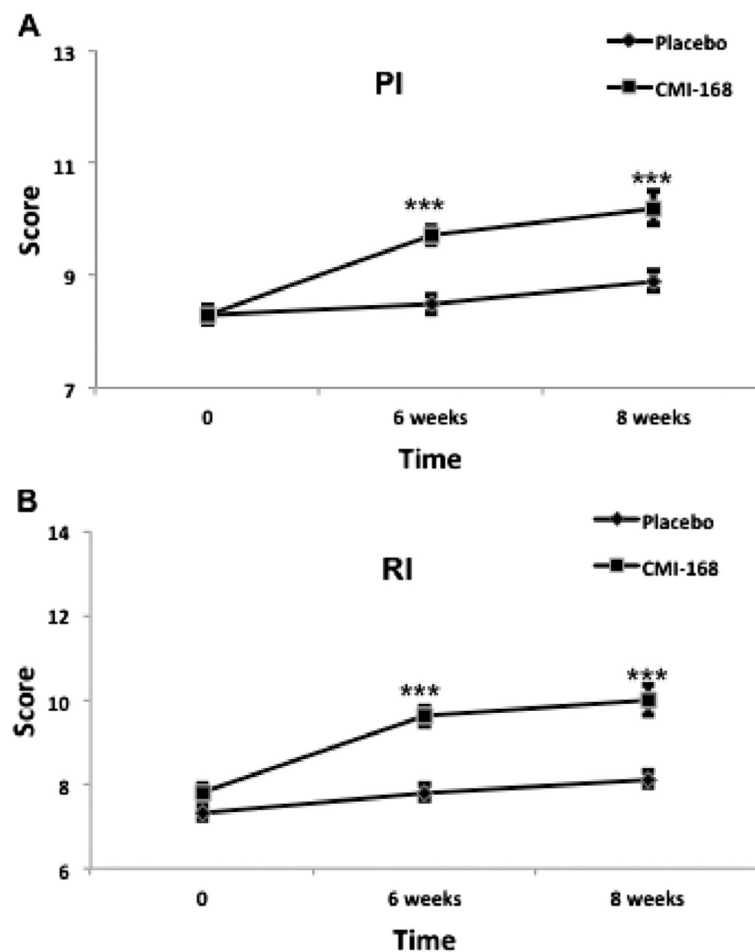 A
13
Placebo
PI
CMI-168
11
***
***
Score
9
7
0
6 weeks
8 weeks
Time
B
14
Placebo
RI
CMI-168
12
Score
10
***
***
8
6
0
6 weeks
8 weeks
Time